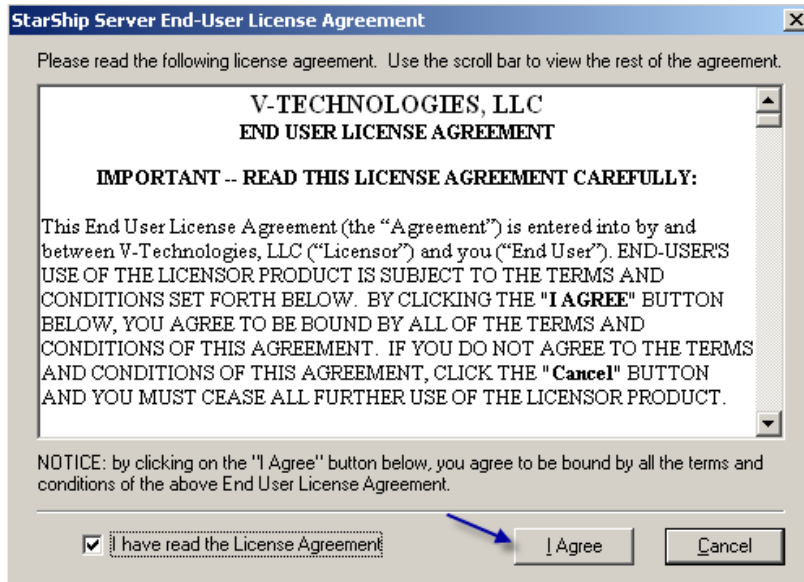 StarShip Server End-User License Agreement
Please read the following license agreement. Use the scroll bar to view the rest of the agreement.
V-TECHNOLOGIES, LLC
END USER LICENSE AGREEMENT
IMPORTANT -- READ THIS LICENSE AGREEMENT CAREFULLY:
This End User License Agreement (the “Agreement”) is entered into by and
between V-Technologies, LLC (“Licensor”) and you (“End User”). END-USER'S
USE OF THE LICENSOR PRODUCT IS SUBJECT TO THE TERMS AND
CONDITIONS SET FORTH BELOW. BY CLICKING THE "I AGREE" BUTTON
BELOW, YOU AGREE TO BE BOUND BY ALL OF THE TERMS AND
CONDITIONS OF THIS AGREEMENT. IF YOU DO NOT AGREE TO THE TERMS
AND CONDITIONS OF THIS AGREEMENT, CLICK THE "Cancel" BUTTON
AND YOU MUST CEASE ALL FURTHER USE OF THE LICENSOR PRODUCT.
NOTICE: by clicking on the "I Agree" button below, you agree to be bound by all the terms and
conditions of the above End User License Agreement.
I have read the License Agreement
I Agree
Cancel